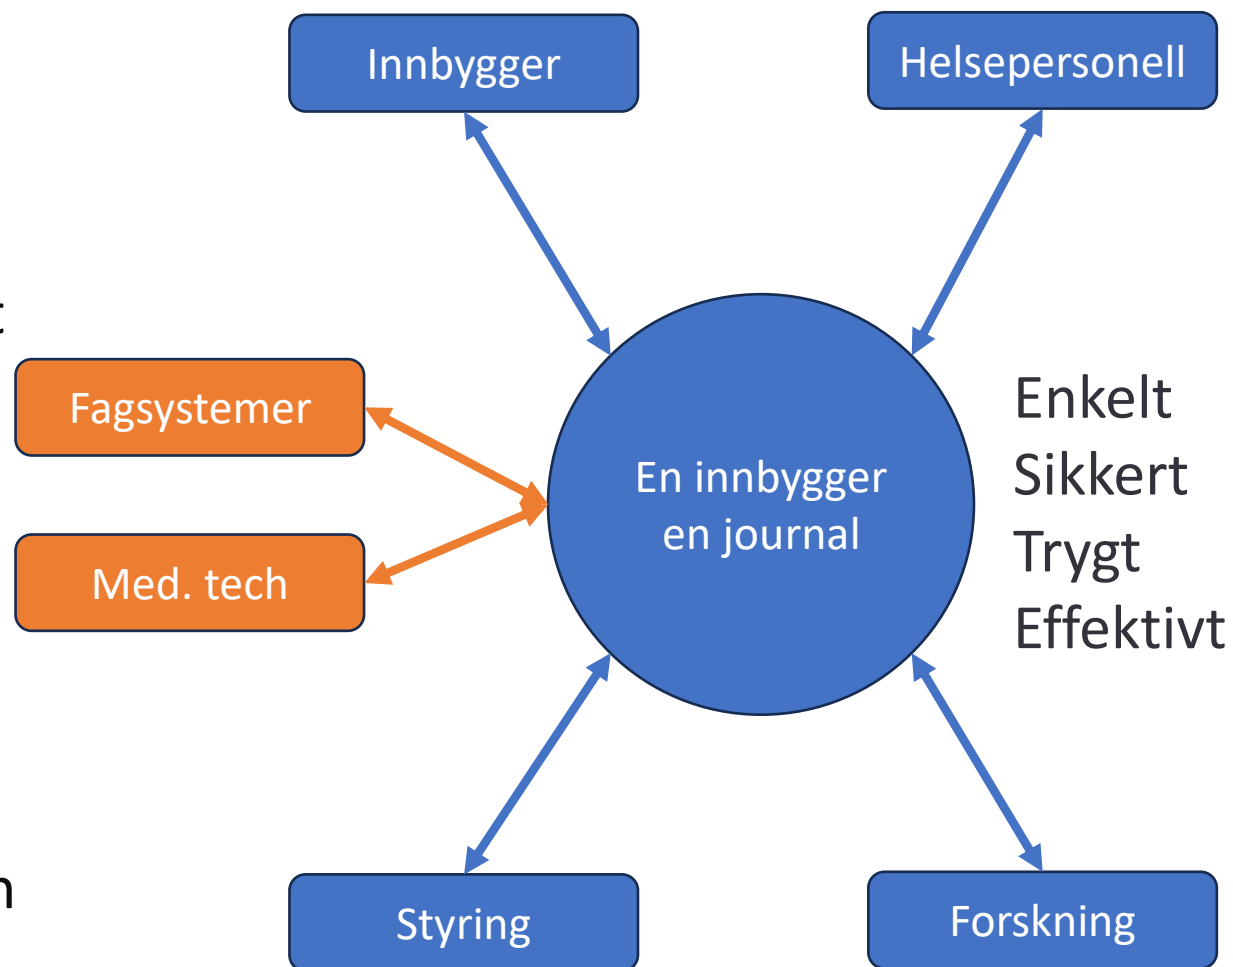 Innbygger
Helsepersonell
t
Fagsystemer
Med. tech
En innbygger
en journal
Enkelt
Sikkert
Trygt
Effektivt
n
Styring
Forskning